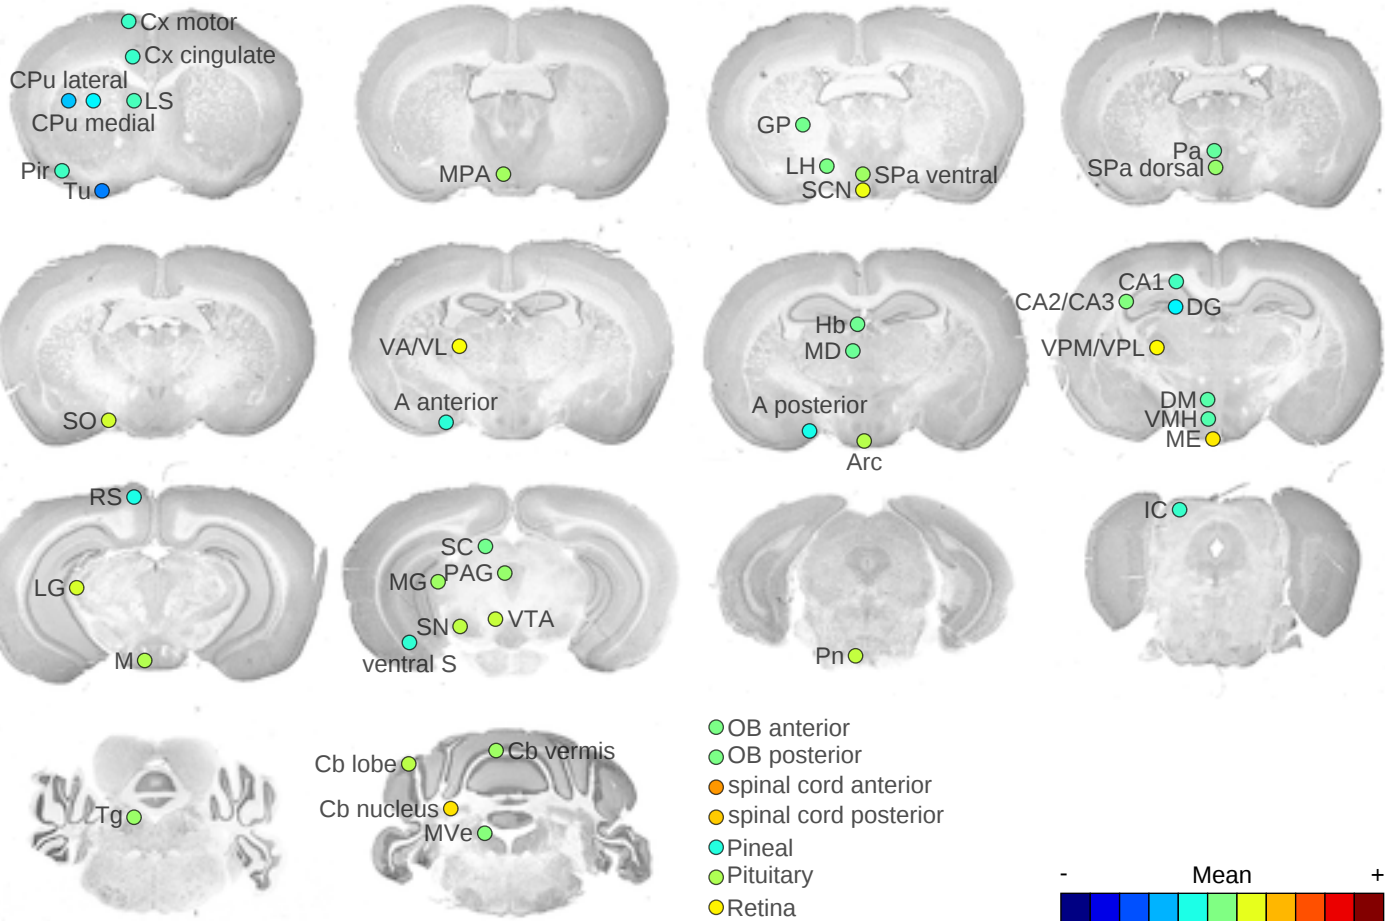 Cx motor
Cx cingulate
CPu lateral
LS
CPu medial
Pir
Tu
MPA
GP
LH
SPa ventral
SCN
Pa
SPa dorsal
SO
VA/VL
A anterior
Hb
MD
A posterior
Arc
CA1
CA2/CA3
DG
VPM/VPL
DM
VMH
ME
RS
LG
M
SC
PAG
MG
VTA
SN
ventral S
Pn
IC
Tg
Cb vermis
Cb lobe
Cb nucleus
MVe
OB anterior
OB posterior
spinal cord anterior
spinal cord posterior
Pineal
Pituitary
Retina
- Mean +